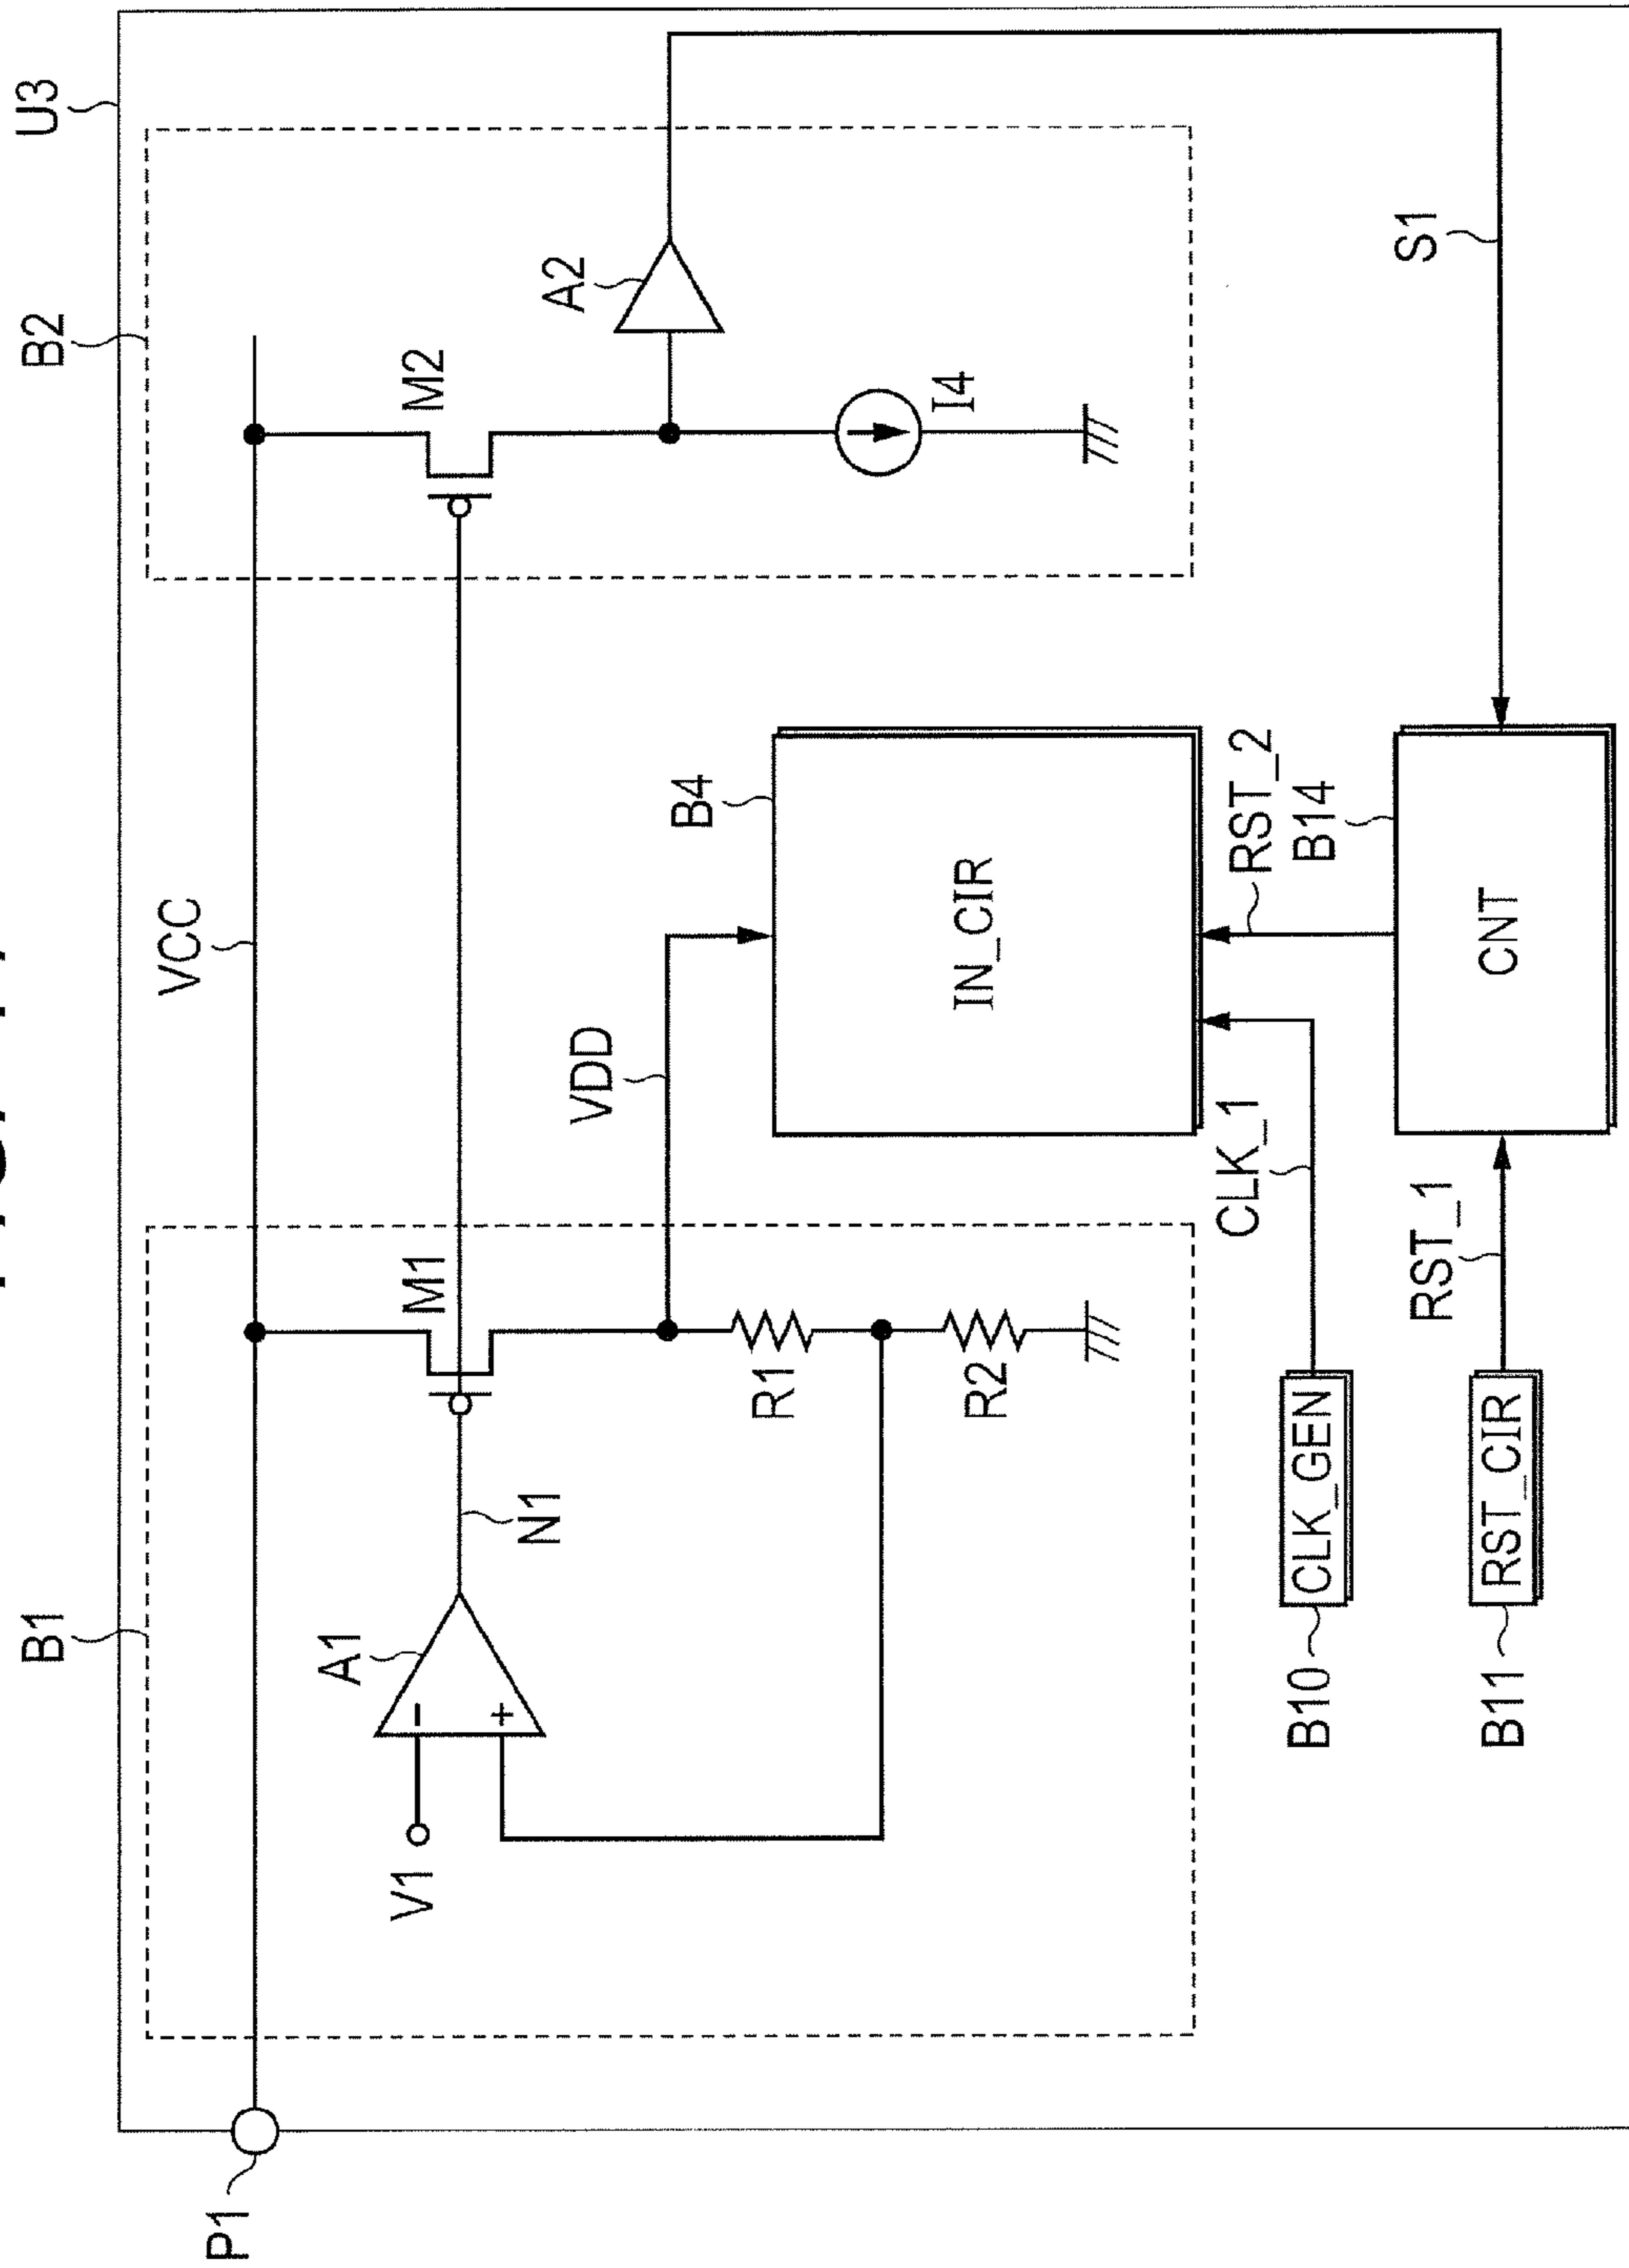 U3
B1
B2
P1
VCC
A1
M1
M2
V1
−
+
N1
A2
VDD
B4
R1
I4
IN_CIR
R2
CLK_1
RST_2
B10
CLK_GEN
B14
RST_1
S1
B11
RST_CIR
CNT